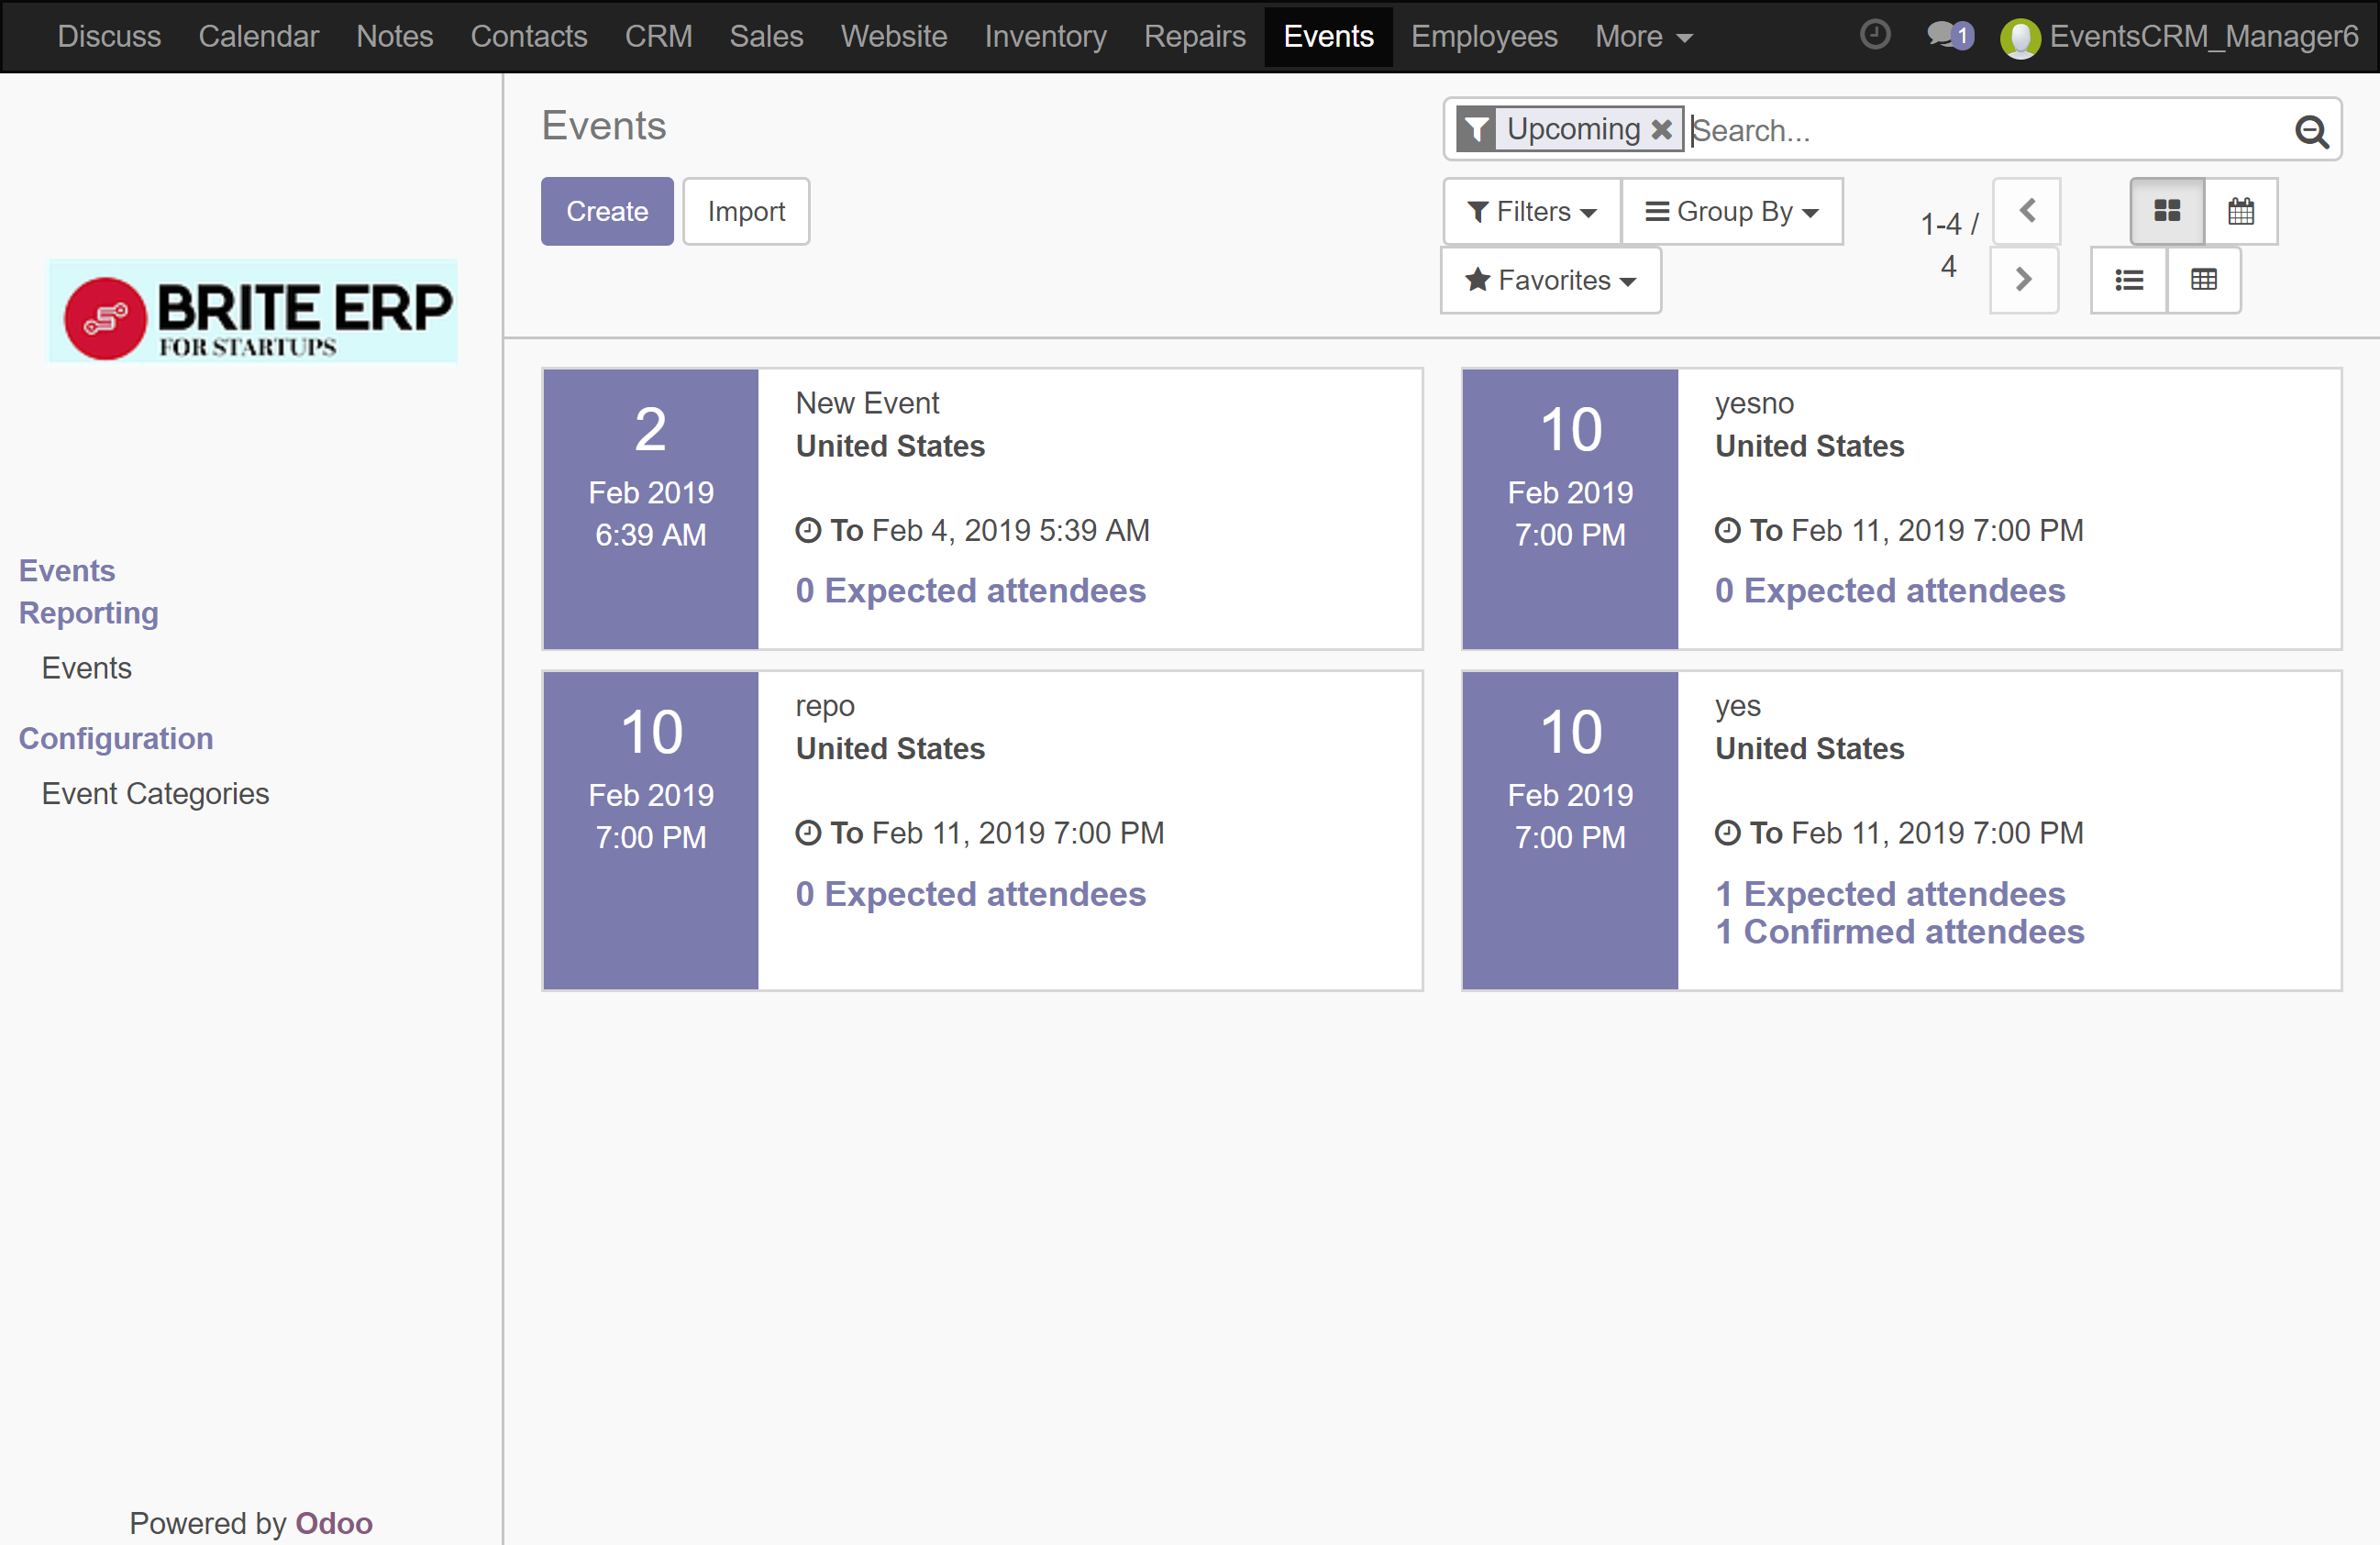 Discuss Calendar Notes Contacts CRM Sales Website Inventory Repairs Events Employees More 1 EventsCRM_Manager6
BRITE ERP
FOR STARTUPS
Events
Reporting
Events
Configuration
Event Categories
Powered by Odoo
Events
Upcoming Search...
Create Import
Filters Group By
Favorites
1-4 /
4
2
Feb 2019
6:39 AM
New Event
United States
To Feb 4, 2019 5:39 AM
0 Expected attendees
10
Feb 2019
7:00 PM
yesno
United States
To Feb 11, 2019 7:00 PM
0 Expected attendees
10
Feb 2019
7:00 PM
repo
United States
To Feb 11, 2019 7:00 PM
0 Expected attendees
10
Feb 2019
7:00 PM
yes
United States
To Feb 11, 2019 7:00 PM
1 Expected attendees
1 Confirmed attendees